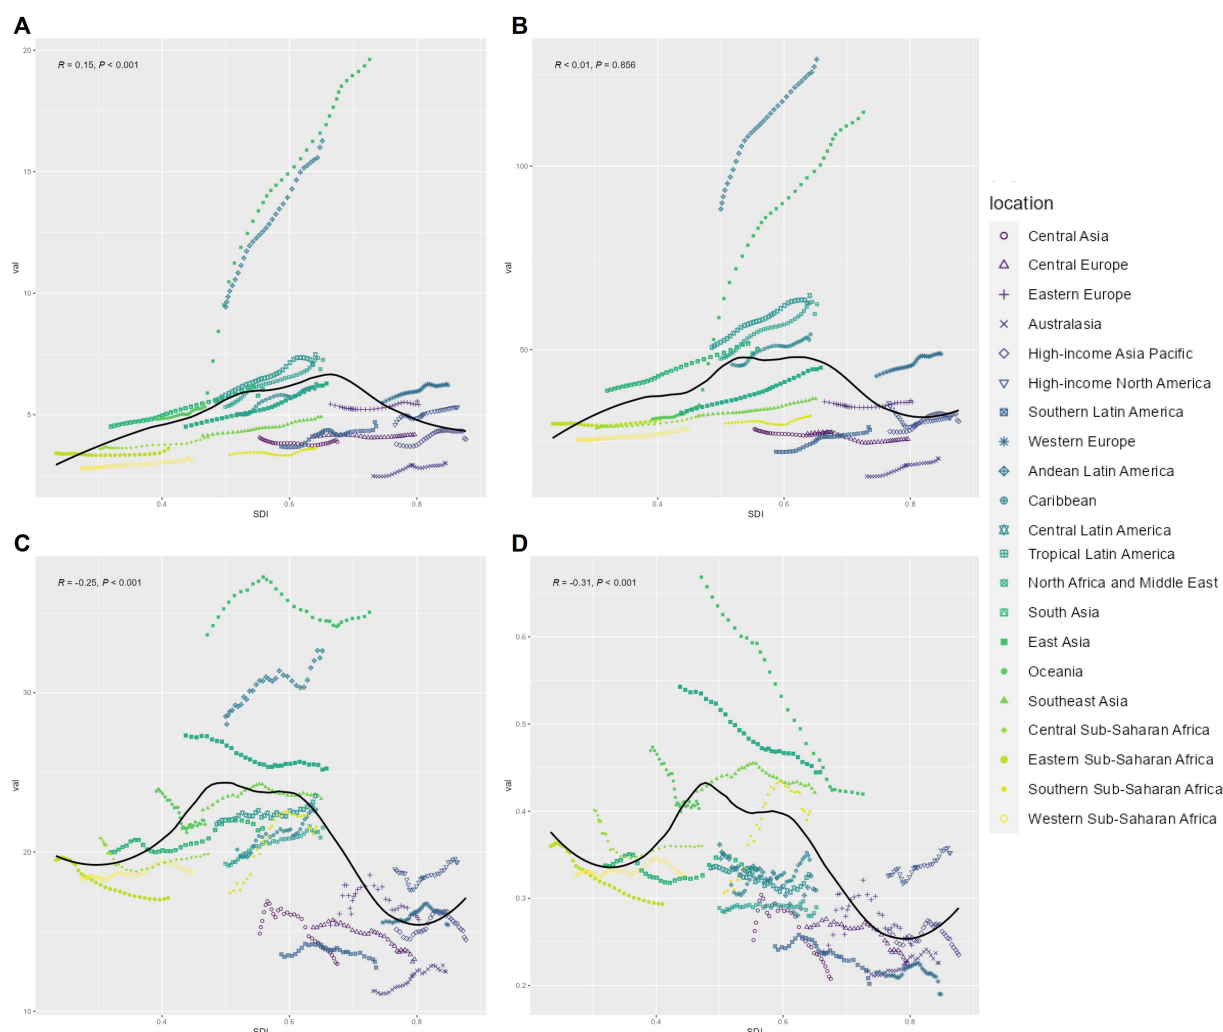 A
R = 0.15, P < 0.001
20
15
10
5
val
0.4 0.6 0.8
SDI
B
R < 0.01, P = 0.856
100
50
val
0.4 0.6 0.8
SDI
C
R = -0.25, P < 0.001
30
20
10
val
0.4 0.6 0.8
SDI
D
R = -0.31, P < 0.001
0.6
0.5
0.4
0.3
0.2
val
0.4 0.6 0.8
SDI
location
Central Asia
Central Europe
Eastern Europe
Australasia
High-income Asia Pacific
High-income North America
Southern Latin America
Western Europe
Andean Latin America
Caribbean
Central Latin America
Tropical Latin America
North Africa and Middle East
South Asia
East Asia
Oceania
Southeast Asia
Central Sub-Saharan Africa
Eastern Sub-Saharan Africa
Southern Sub-Saharan Africa
Western Sub-Saharan Africa